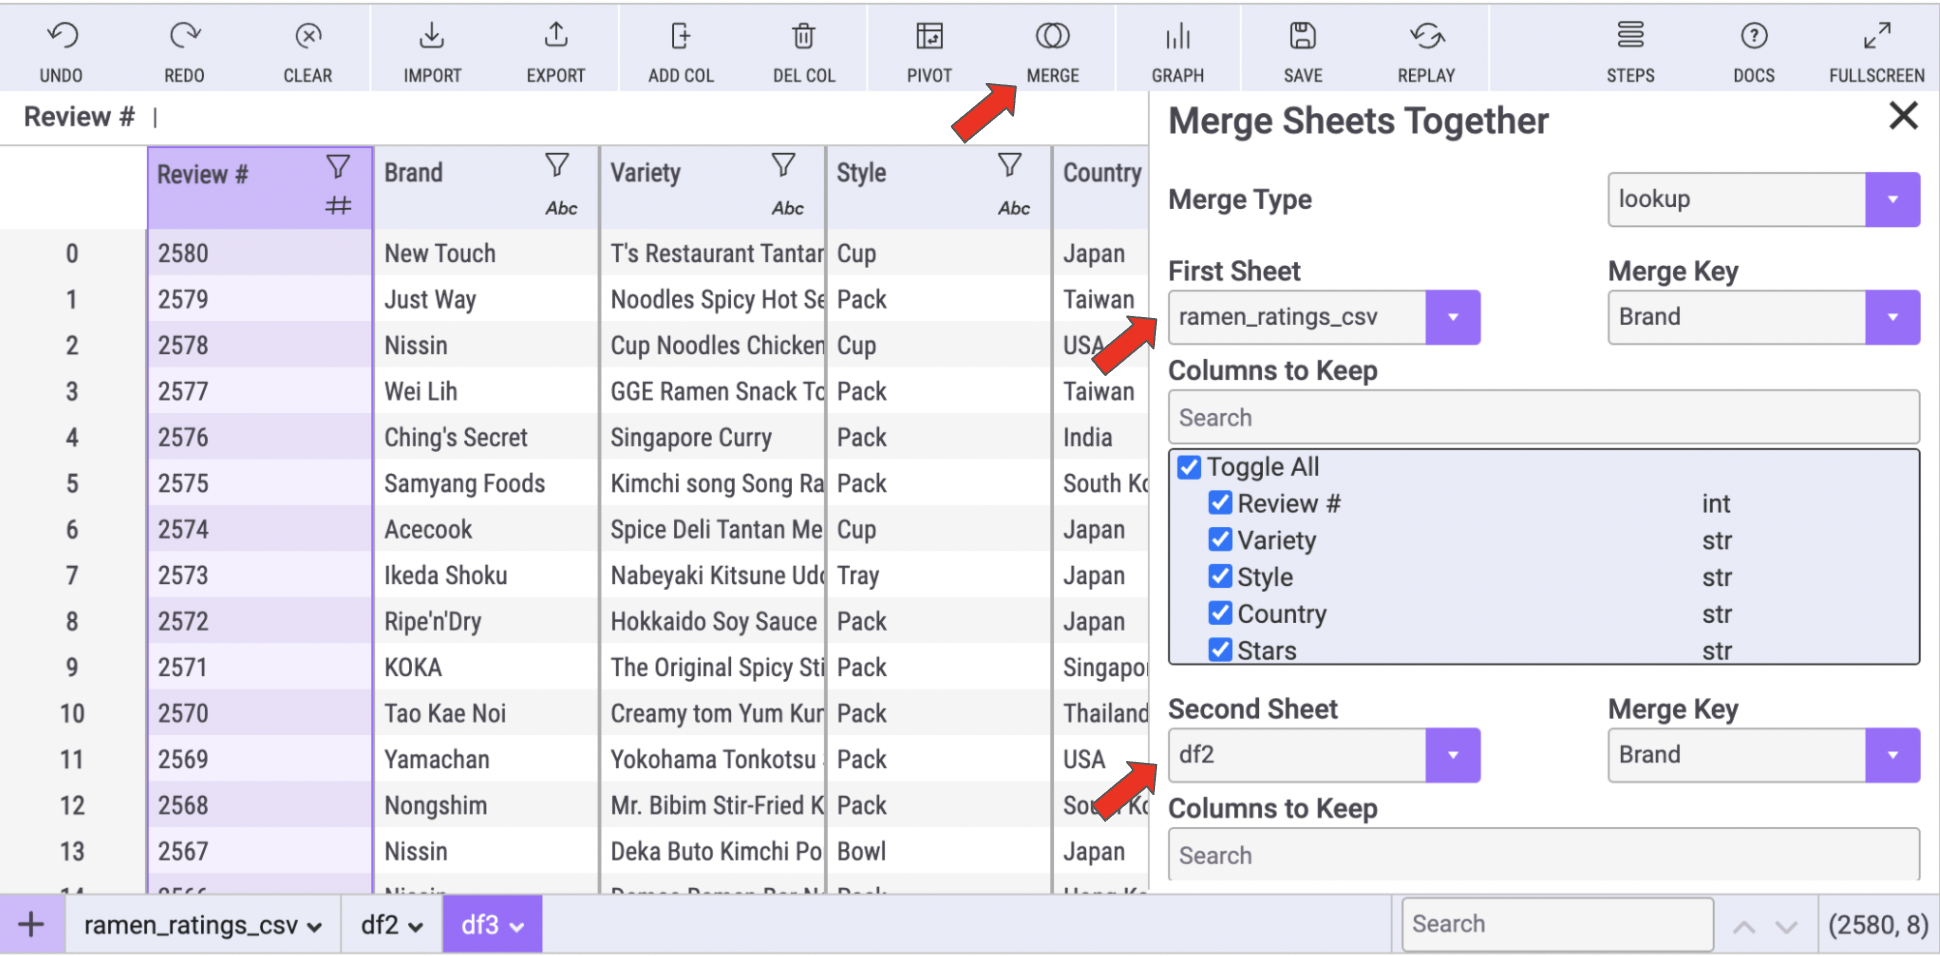 UNDO REDO CLEAR IMPORT EXPORT ADD COL DEL COL PIVOT MERGE GRAPH SAVE REPLAY STEPS DOCS FULLSCREEN
Review #
Review # Brand Variety Style Country
Abc Abc Abc
0 2580 New Touch T's Restaurant Tantan Cup Japan
1 2579 Just Way Noodles Spicy Hot Se Pack Taiwan
2 2578 Nissin Cup Noodles Chicken Cup USA
3 2577 Wei Lih GGE Ramen Snack To Pack Taiwan
4 2576 Ching's Secret Singapore Curry Pack India
5 2575 Samyang Foods Kimchi song Song Ra Pack South Ko
6 2574 Acecook Spice Deli Tantan Me Cup Japan
7 2573 Ikeda Shoku Nabeyaki Kitsune Udo Tray Japan
8 2572 Ripe'n'Dry Hokkaido Soy Sauce Pack Japan
9 2571 KOKA The Original Spicy Sti Pack Singapo
10 2570 Tao Kae Noi Creamy tom Yum Kun Pack Thailand
11 2569 Yamachan Yokohama Tonkotsu Pack USA
12 2568 Nongshim Mr. Bibim Stir-Fried K Pack
13 2567 Nissin Deka Buto Kimchi Po Bowl Japan
Merge Sheets Together
Merge Type lookup
First Sheet Merge Key
ramen_ratings_csv Brand
Columns to Keep
Search
Toggle All
Review # int
Variety str
Style str
Country str
Stars str
Second Sheet Merge Key
df2 Brand
Columns to Keep
Search
+ ramen_ratings_csv df2 df3 Search (2580, 8)